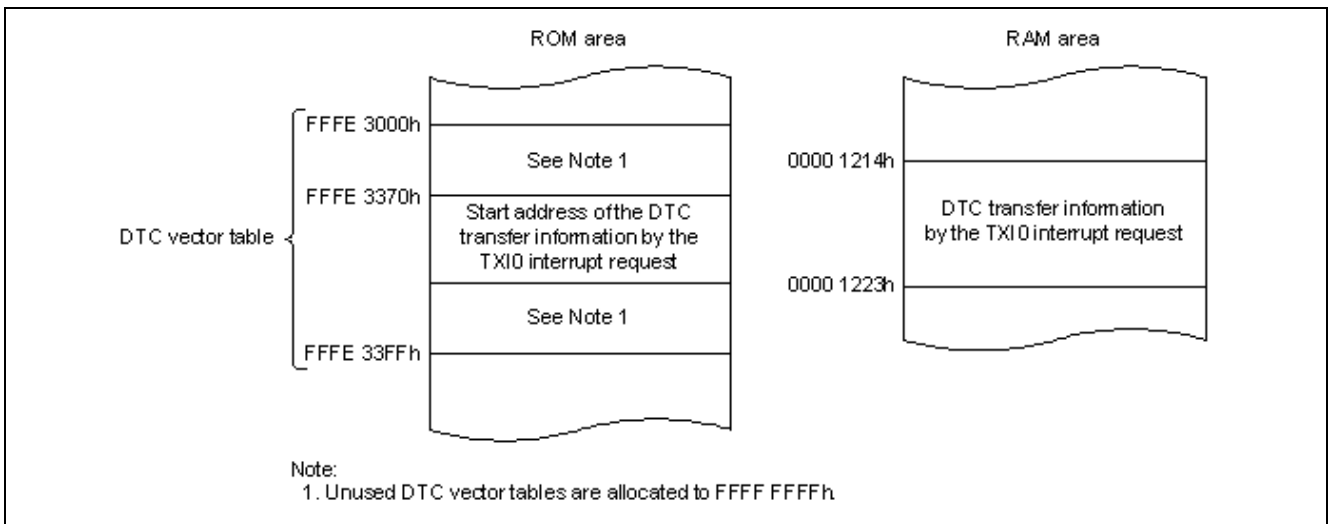 ROM area
RAM area
DTC vector table
FFFE 3000h
See Note 1
FFFE 3370h
Start address of the DTC
transfer information by the
TXI0 interrupt request
See Note 1
FFFE 33FFh
0000 1214h
DTC transfer information
by the TXI0 interrupt request
0000 1223h
Note:
1. Unused DTC vector tables are allocated to FFFF FFFFh.